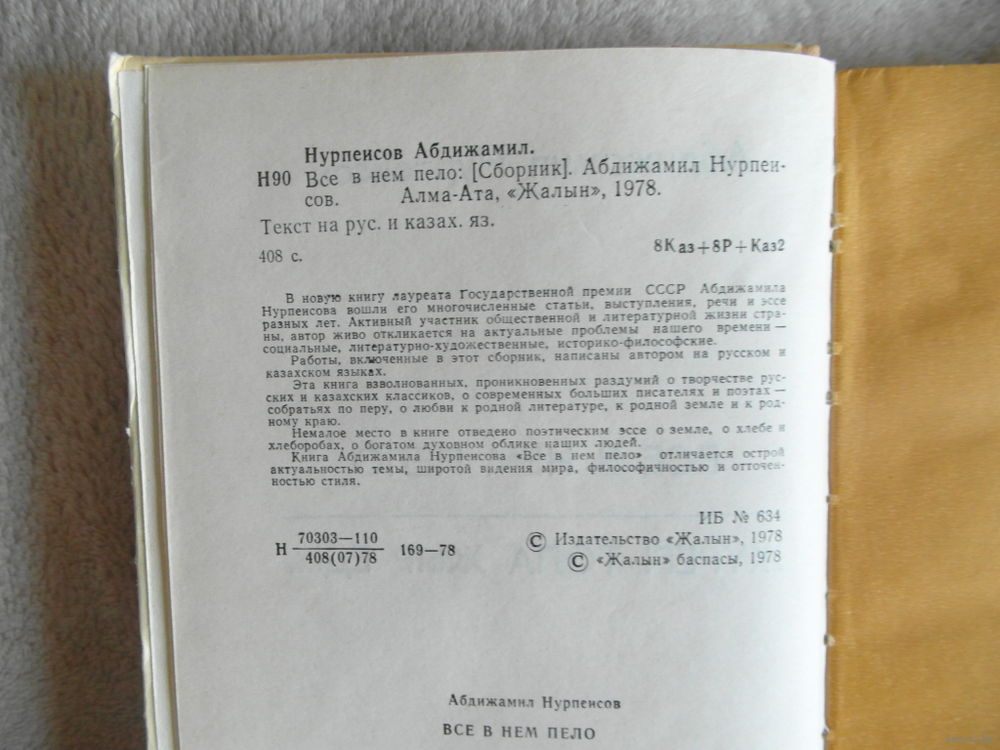 Нурпеисов Абдижамил.
Н90 Все в нем пело: [Сборник]. Абдижамил Нурпеи-
сов. Алма-Ата, «Жалын», 1978.
Текст на рус. и казах. яз.
408 с. 8Каз+8Р+Каз2
В новую книгу лауреата Государственной премии СССР Абдижамила
Нурпеисова вошли его многочисленные статьи, выступления, речи и эссе
разных лет. Активный участник общественной и литературной жизни стра-
ны, автор живо откликается на актуальные проблемы нашего времени —
социальные, литературно-художественные, историко-философские.
Работы, включенные в этот сборник, написаны автором на русском и
казахском языках.
Эта книга взволнованных, проникновенных раздумий о творчестве рус-
ских и казахских классиков, о современных больших писателях и поэтах —
собратьях по перу, о любви к родной литературе, к родной земле и к род-
ному краю.
Немалое место в книге отведено поэтическим эссе о земле, о хлебе и
хлеборобах, о богатом духовном облике наших людей.
Книга Абдижамила Нурпеисова «Все в нем пело» отличается острой
актуальностью темы, широтой видения мира, философичностью и отточен-
ностью стиля.
ИБ № 634
Н 70303—110
408(07)78 169—78
© Издательство «Жалын», 1978
© «Жалын» баспасы, 1978
Абдижамил Нурпеисов
ВСЕ В НЕМ ПЕЛО